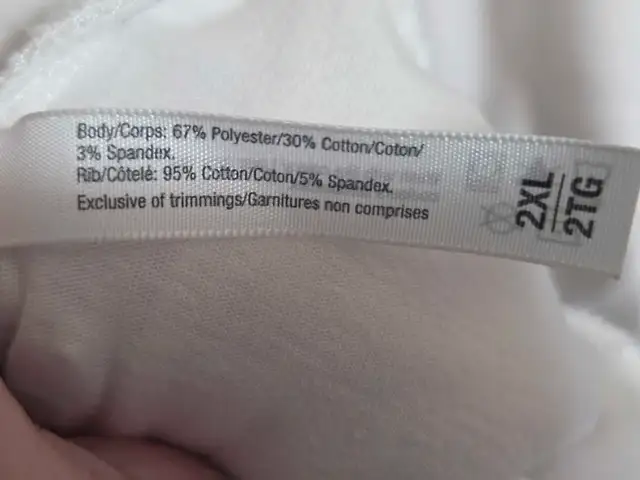 Body/Corps: 67% Polyester/30% Cotton/Coton/
3% Spandex.
Rib/Côtelé: 95% Cotton/Coton/5% Spandex.
Exclusive of trimmings/Garnitures non comprises
2XL
2TG